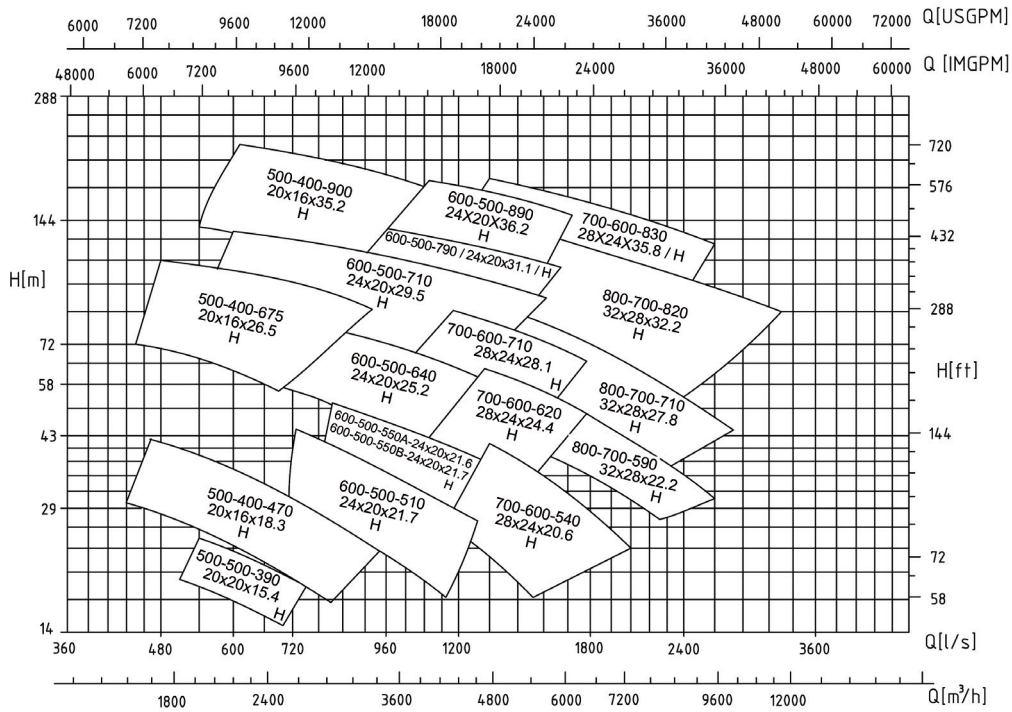 6000 7200 9600 12000 18000 24000 36000 48000 60000 72000 Q[USGPM]
48000 6000 7200 9600 12000 18000 24000 36000 48000 60000 Q [IMGPM]
288
720
576
500-400-900
20x16x35.2
H
600-500-890
24X20X36.2
H
700-600-830
28X24X35.8 / H
144
432
600-500-790 / 24x20x31.1 / H
H[m]
600-500-710
24x20x29.5
H
500-400-675
20x16x26.5
H
800-700-820
32x28x32.2
H
288
72
700-600-710
28x24x28.1
H
600-500-640
24x20x25.2
H
H[ft]
58
800-700-710
32x28x27.8
H
700-600-620
28x24x24.4
H
43
144
600-500-550A-24x20x21.6
600-500-550B-24x20x21.7
H
800-700-590
32x28x22.2
H
29
500-400-470
20x16x18.3
H
600-500-510
24x20x21.7
H
700-600-540
28x24x20.6
H
72
500-500-390
20x20x15.4
H
58
14
360 480 600 720 960 1200 1800 2400 3600 Q[l/s]
1800 2400 3600 4800 6000 7200 9600 12000 Q[m³/h]